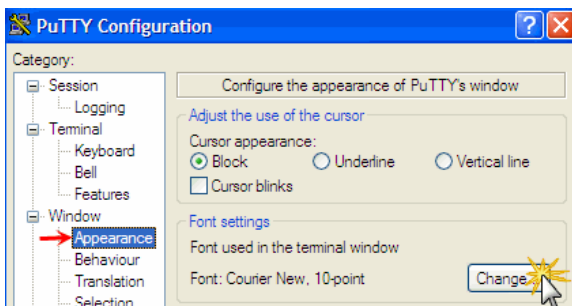 PuTTY Configuration
Category:
Session
Logging
Terminal
Keyboard
Bell
Features
Window
Appearance
Behaviour
Translation
Selection
Configure the appearance of PuTTY's window
Adjust the use of the cursor
Cursor appearance:
Block Underline Vertical line
Cursor blinks
Font settings
Font used in the terminal window
Font: Courier New, 10-point Change...